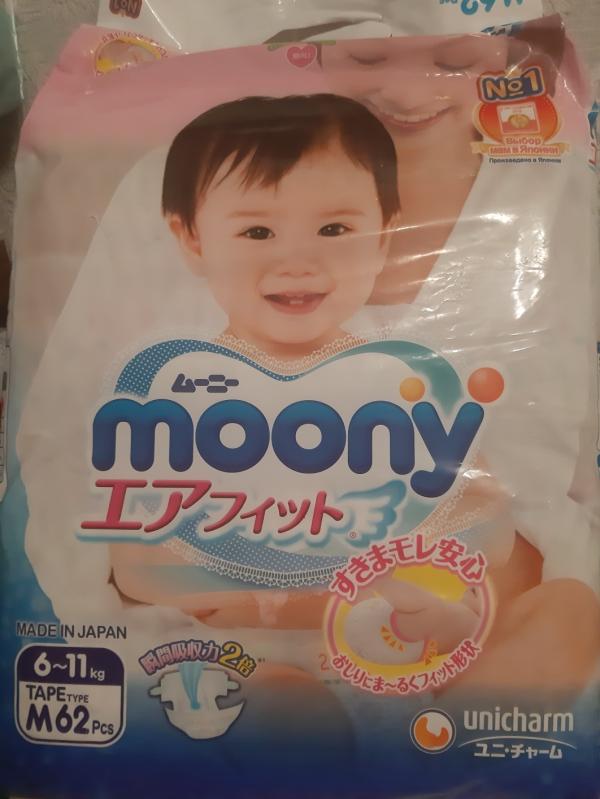 №1
Выбор
мам в Японии
Произведено в Японии
ムーニー
moony
エアフィット
すきまモレ安心
おしりにま〜るくフィット形状
瞬間吸収力2倍
MADE IN JAPAN
6~11kg
TAPE TYPE
M62Pcs
unicharm
ユニ・チャーム